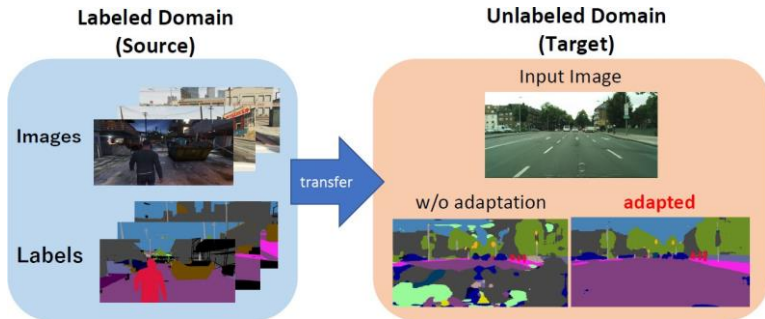 Labeled Domain
(Source)
Images
Labels
transfer
Unlabeled Domain
(Target)
Input Image
w/o adaptation
adapted